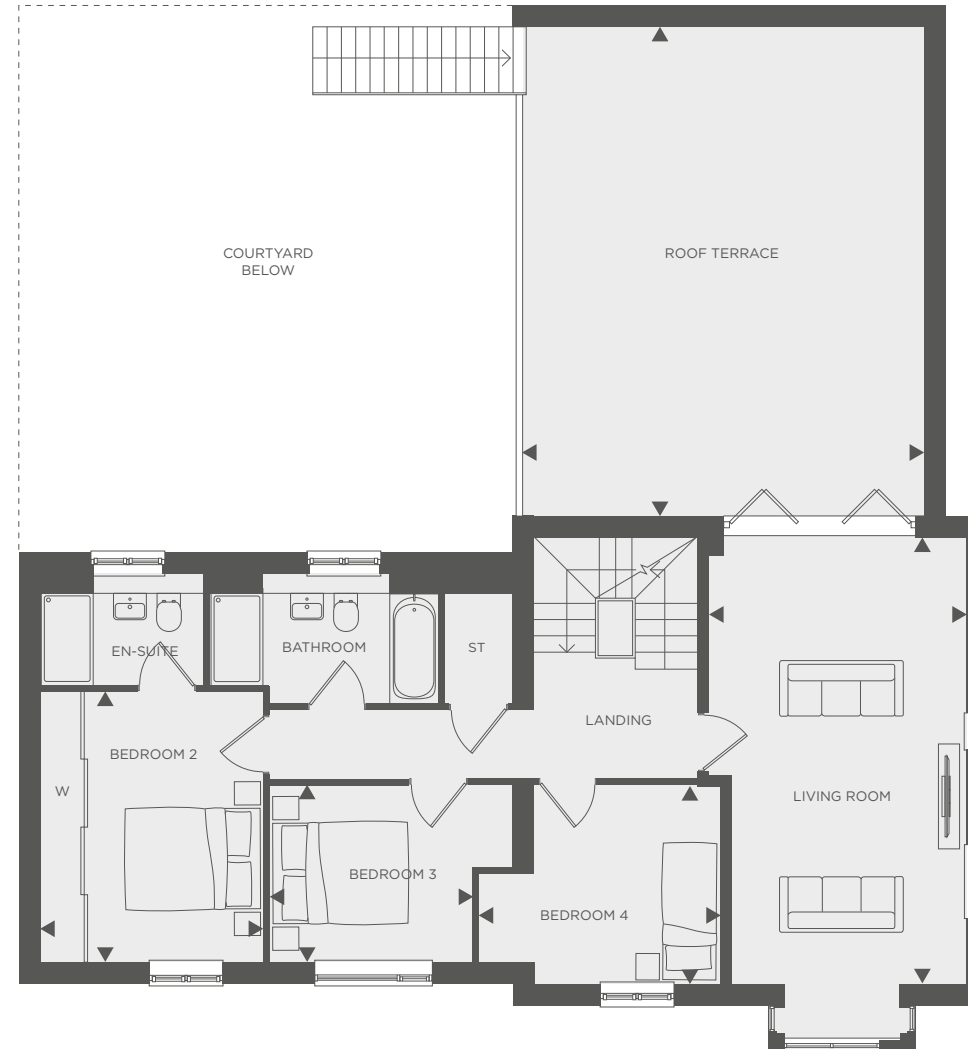 COURTYARD
BELOW
ROOF TERRACE
EN-SUITE
BATHROOM
ST
LANDING
BEDROOM 2
W
LIVING ROOM
BEDROOM 3
BEDROOM 4